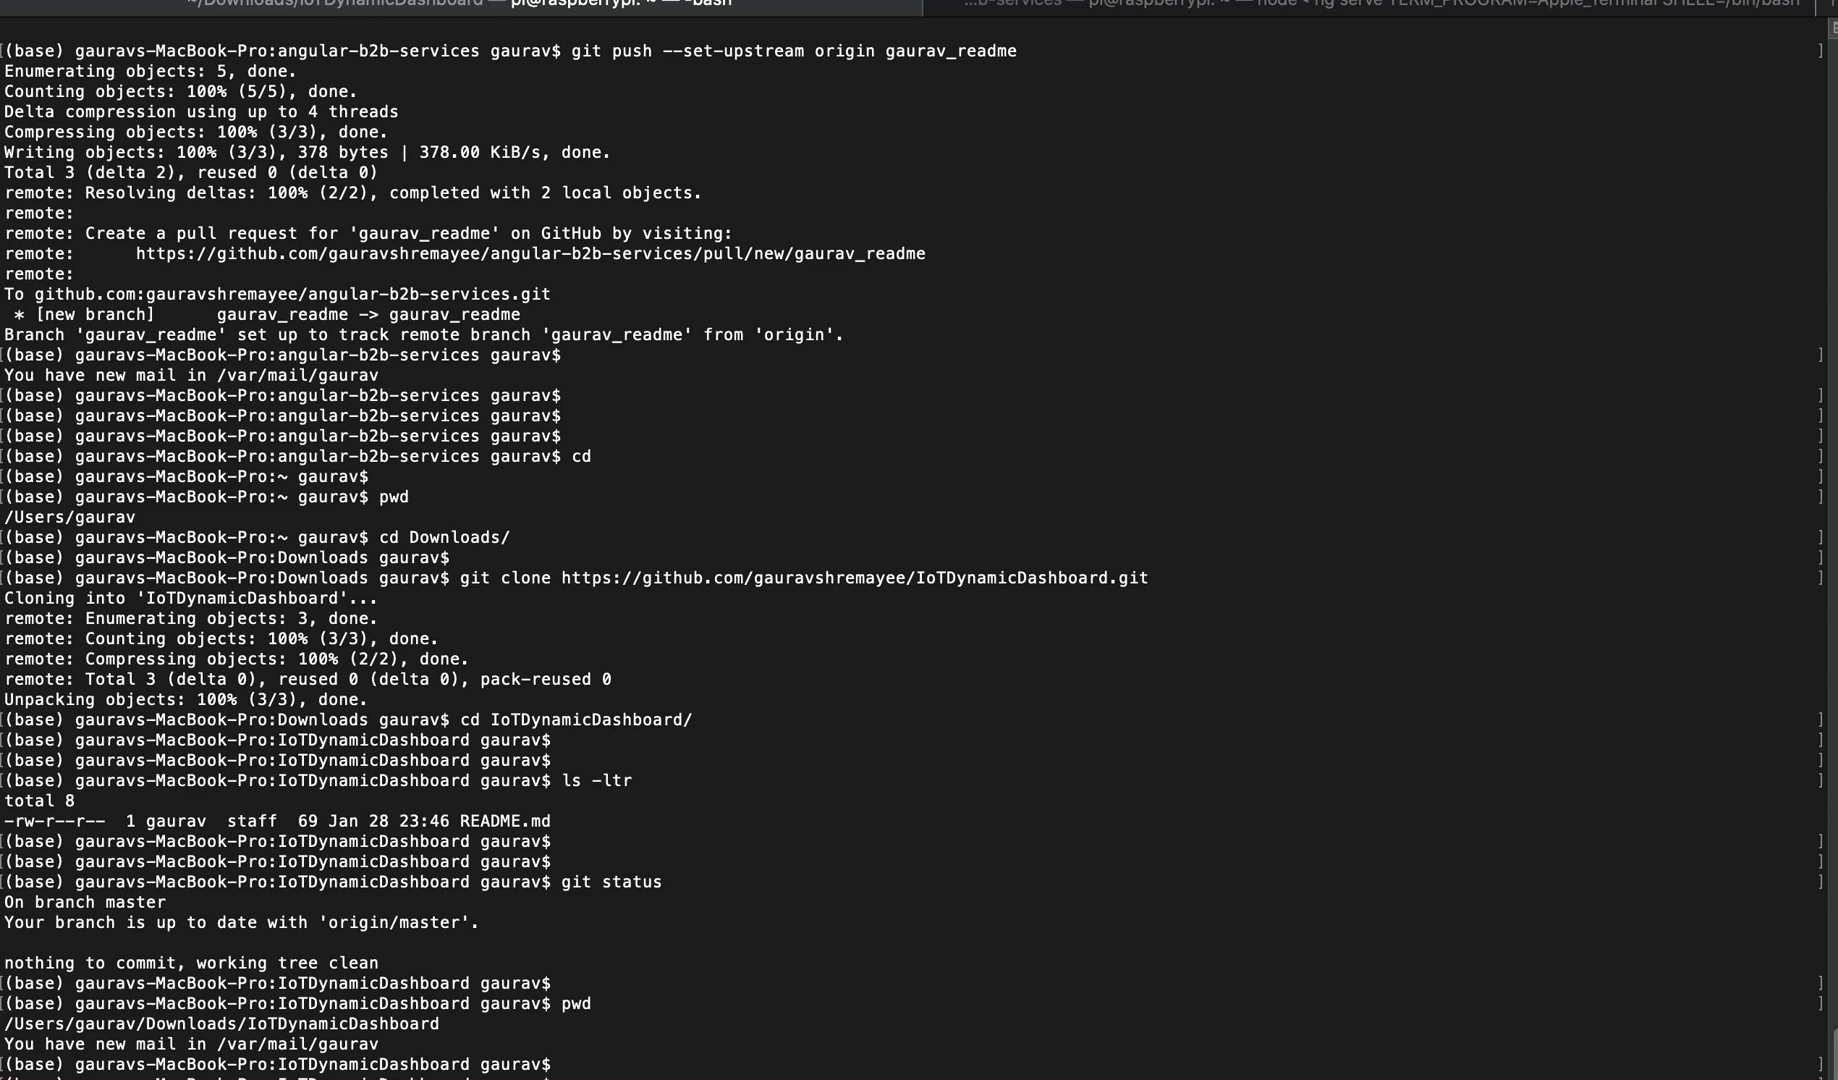 ~/Downloads/IoTDynamicDashboard — pi@raspberrypi: ~ — -bash
...b-services — pi@raspberrypi: ~ — node ‹ ng serve TERM_PROGRAM=Apple_Terminal SHELL=/bin/bash
[(base) gauravs-MacBook-Pro:angular-b2b-services gaurav$ git push --set-upstream origin gaurav_readme ]
Enumerating objects: 5, done.
Counting objects: 100% (5/5), done.
Delta compression using up to 4 threads
Compressing objects: 100% (3/3), done.
Writing objects: 100% (3/3), 378 bytes | 378.00 KiB/s, done.
Total 3 (delta 2), reused 0 (delta 0)
remote: Resolving deltas: 100% (2/2), completed with 2 local objects.
remote:
remote: Create a pull request for 'gaurav_readme' on GitHub by visiting:
remote:      https://github.com/gauravshremayee/angular-b2b-services/pull/new/gaurav_readme
remote:
To github.com:gauravshremayee/angular-b2b-services.git
 * [new branch]      gaurav_readme -> gaurav_readme
Branch 'gaurav_readme' set up to track remote branch 'gaurav_readme' from 'origin'.
[(base) gauravs-MacBook-Pro:angular-b2b-services gaurav$ ]
You have new mail in /var/mail/gaurav
[(base) gauravs-MacBook-Pro:angular-b2b-services gaurav$ ]
[(base) gauravs-MacBook-Pro:angular-b2b-services gaurav$ ]
[(base) gauravs-MacBook-Pro:angular-b2b-services gaurav$ ]
[(base) gauravs-MacBook-Pro:angular-b2b-services gaurav$ cd ]
[(base) gauravs-MacBook-Pro:~ gaurav$ ]
[(base) gauravs-MacBook-Pro:~ gaurav$ pwd ]
/Users/gaurav
[(base) gauravs-MacBook-Pro:~ gaurav$ cd Downloads/ ]
[(base) gauravs-MacBook-Pro:Downloads gaurav$ ]
[(base) gauravs-MacBook-Pro:Downloads gaurav$ git clone https://github.com/gauravshremayee/IoTDynamicDashboard.git ]
Cloning into 'IoTDynamicDashboard'...
remote: Enumerating objects: 3, done.
remote: Counting objects: 100% (3/3), done.
remote: Compressing objects: 100% (2/2), done.
remote: Total 3 (delta 0), reused 0 (delta 0), pack-reused 0
Unpacking objects: 100% (3/3), done.
[(base) gauravs-MacBook-Pro:Downloads gaurav$ cd IoTDynamicDashboard/ ]
[(base) gauravs-MacBook-Pro:IoTDynamicDashboard gaurav$ ]
[(base) gauravs-MacBook-Pro:IoTDynamicDashboard gaurav$ ]
[(base) gauravs-MacBook-Pro:IoTDynamicDashboard gaurav$ ls -ltr ]
total 8
-rw-r--r--  1 gaurav  staff  69 Jan 28 23:46 README.md
[(base) gauravs-MacBook-Pro:IoTDynamicDashboard gaurav$ ]
[(base) gauravs-MacBook-Pro:IoTDynamicDashboard gaurav$ ]
[(base) gauravs-MacBook-Pro:IoTDynamicDashboard gaurav$ git status ]
On branch master
Your branch is up to date with 'origin/master'.
nothing to commit, working tree clean
[(base) gauravs-MacBook-Pro:IoTDynamicDashboard gaurav$ ]
[(base) gauravs-MacBook-Pro:IoTDynamicDashboard gaurav$ pwd ]
/Users/gaurav/Downloads/IoTDynamicDashboard
You have new mail in /var/mail/gaurav
[(base) gauravs-MacBook-Pro:IoTDynamicDashboard gaurav$ ]